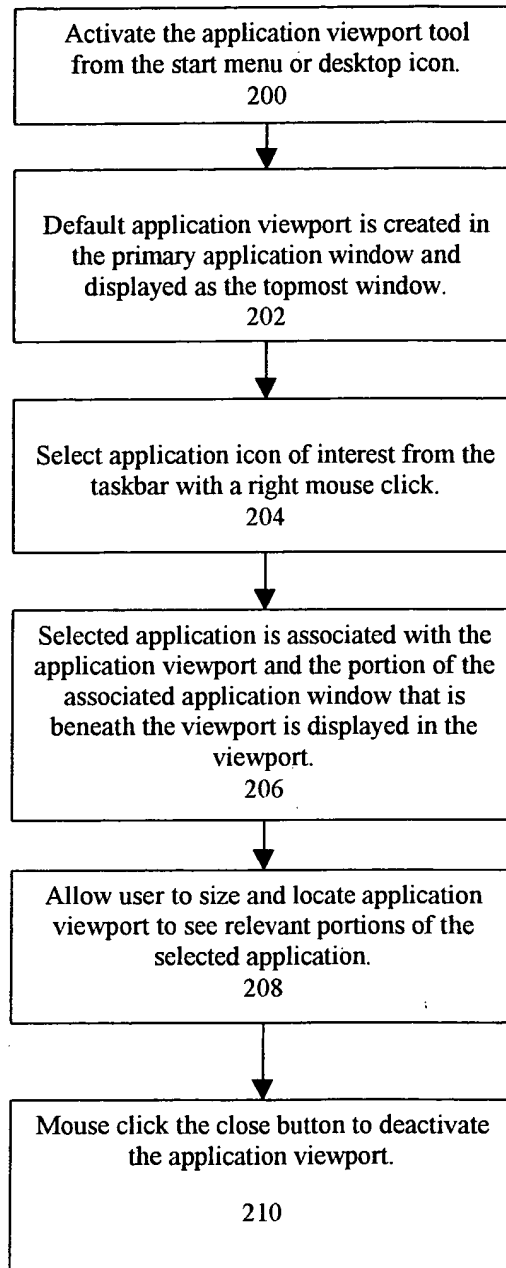 Activate the application viewport tool
from the start menu or desktop icon.
200
Default application viewport is created in
the primary application window and
displayed as the topmost window.
202
Select application icon of interest from the
taskbar with a right mouse click.
204
Selected application is associated with the
application viewport and the portion of the
associated application window that is
beneath the viewport is displayed in the
viewport.
206
Allow user to size and locate application
viewport to see relevant portions of the
selected application.
208
Mouse click the close button to deactivate
the application viewport.
210